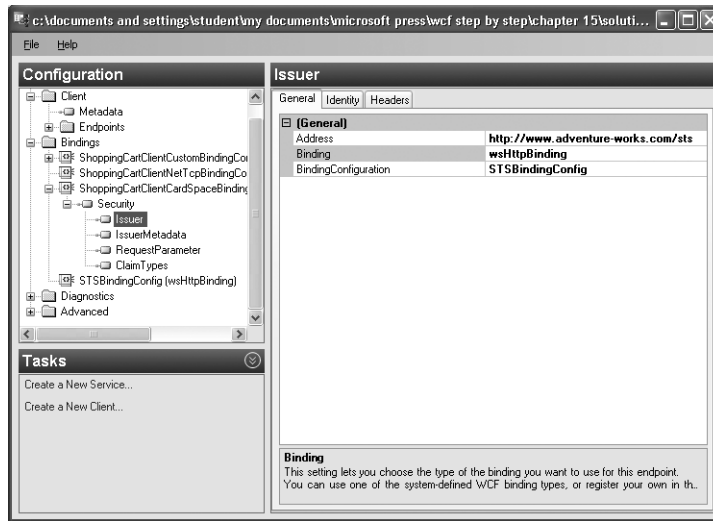 c:\documents and settings\student\my documents\microsoft press\wcf step by step\chapter 15\soluti...
File Help
Configuration
Client
Metadata
Endpoints
Bindings
ShoppingCartClientCustomBindingCo
ShoppingCartClientNetTcpBindingCo
ShoppingCartClientCardSpaceBinding
Security
Issuer
IssuerMetadata
RequestParameter
ClaimTypes
STSBindingConfig (wsHttpBinding)
Diagnostics
Advanced
Tasks
Create a New Service...
Create a New Client...
Issuer
General Identity Headers
(General)
Address http://www.adventure-works.com/sts
Binding wsHttpBinding
BindingConfiguration STSBindingConfig
Binding
This setting lets you choose the type of the binding you want to use for this endpoint.
You can use one of the system-defined WCF binding types, or register your own in th..